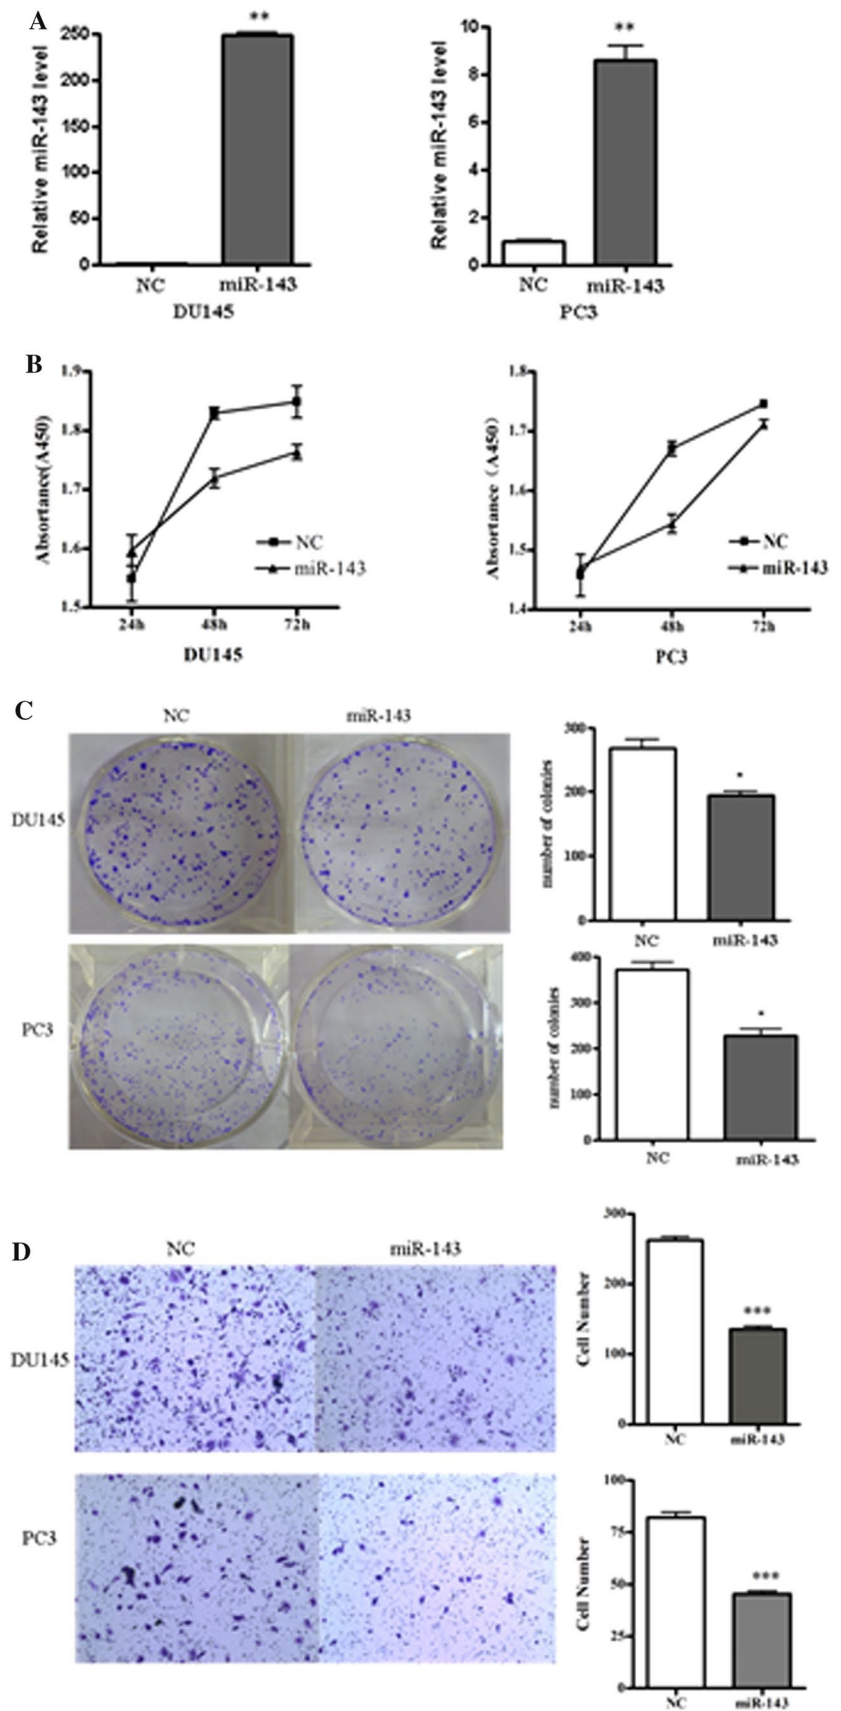 A
**
250
200
150
100
50
0
Relative miR-143 level
NC
miR-143
DU145
**
10
8
6
4
2
0
Relative miR-143 level
NC
miR-143
PC3
B
1.9
1.8
1.7
1.6
1.5
Absortance(A450)
NC
miR-143
24h
48h
72h
DU145
1.8
1.7
1.6
1.5
1.4
Absortance (A450)
NC
miR-143
24h
48h
72h
PC3
C
NC
miR-143
DU145
PC3
300
200
100
0
number of colonies
*
NC
miR-143
400
300
200
100
0
number of colonies
*
NC
miR-143
D
NC
miR-143
DU145
PC3
300
200
100
0
Cell Number
***
NC
miR-143
100
75
50
25
0
Cell Number
***
NC
miR-143